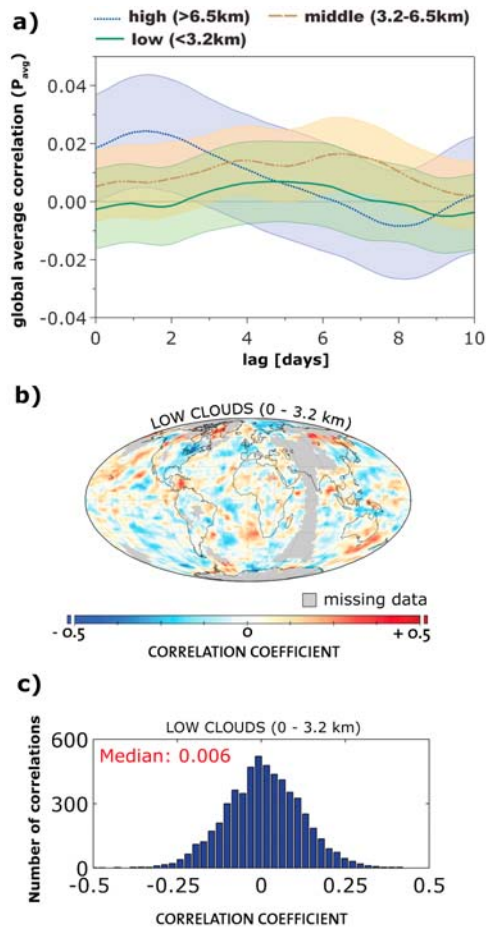 a)
high (>6.5km) middle (3.2-6.5km)
low (<3.2km)
global average correlation (Pavg)
0.04
0.02
0.00
-0.02
-0.04
0 2 4 6 8 10
lag [days]
b)
LOW CLOUDS (0 - 3.2 km)
missing data
- 0.5 0 + 0.5
CORRELATION COEFFICIENT
c)
LOW CLOUDS (0 - 3.2 km)
Number of correlations
600
300
0
Median: 0.006
-0.5 -0.25 0 0.25 0.5
CORRELATION COEFFICIENT